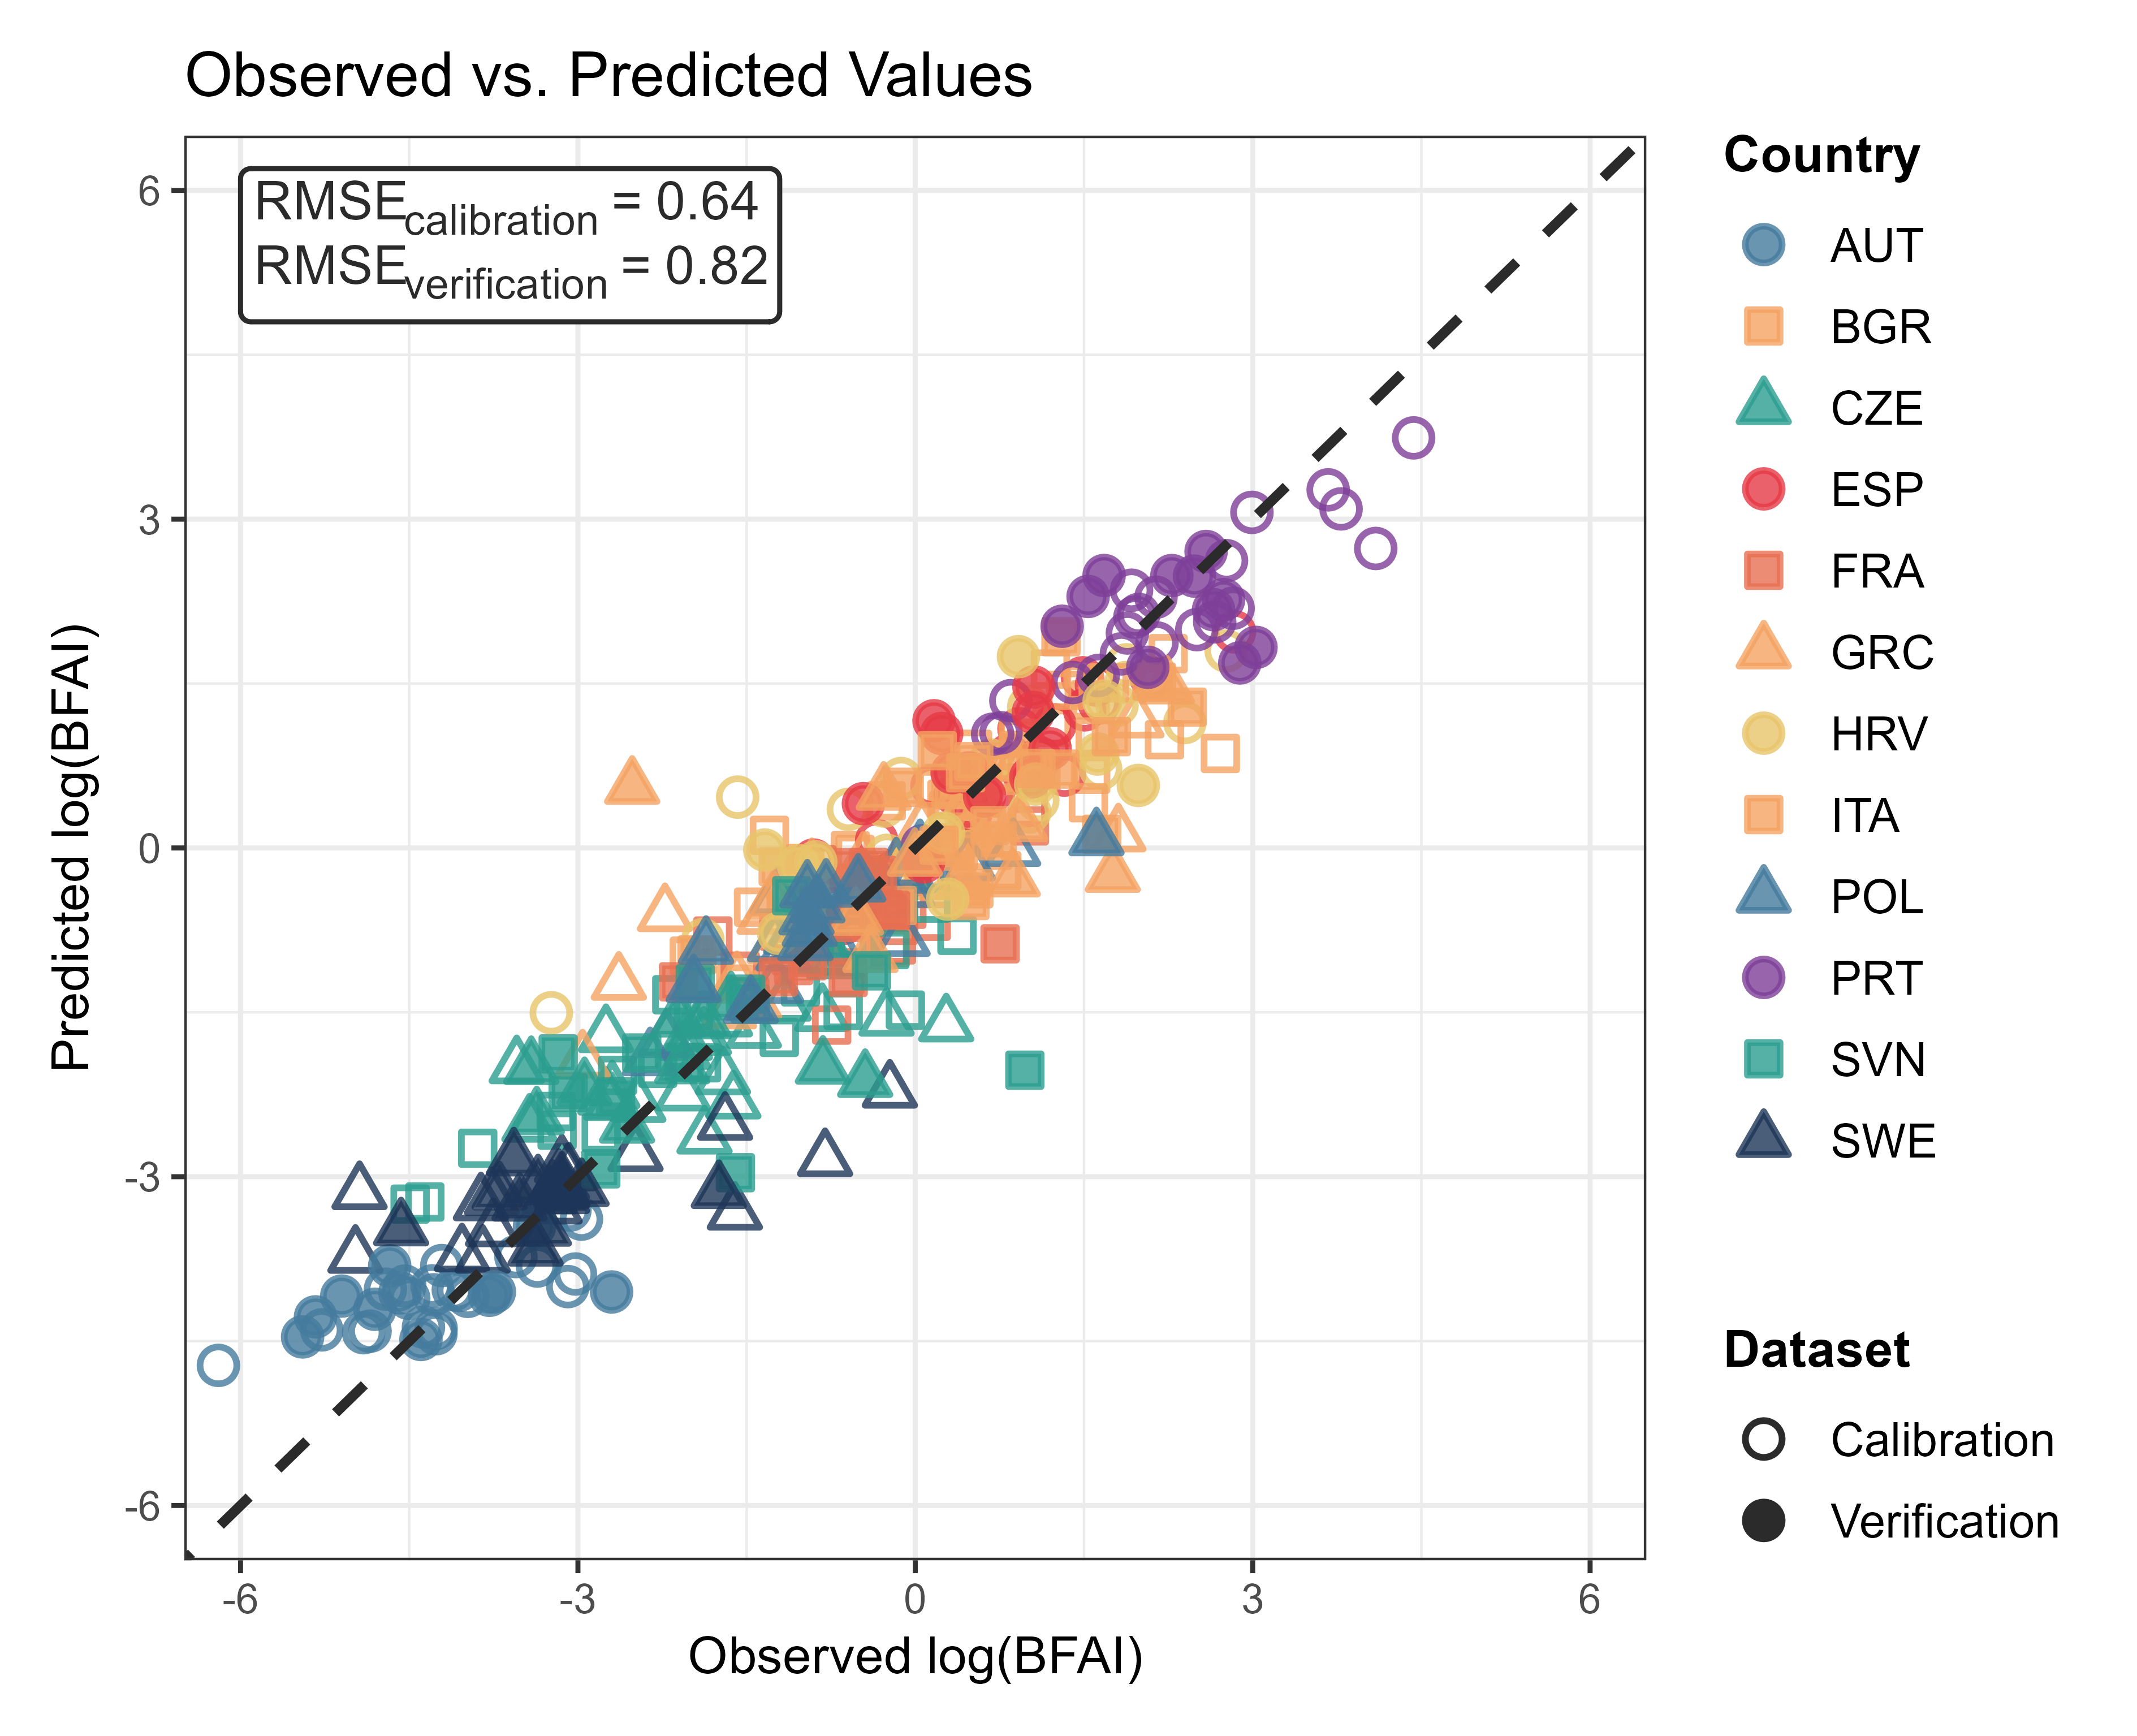 Observed vs. Predicted Values
RMSEcalibration = 0.64
RMSEverification = 0.82
Predicted log(BFAI)
6
3
0
-3
-6
-6
-3
0
3
6
Observed log(BFAI)
Country
AUT
BGR
CZE
ESP
FRA
GRC
HRV
ITA
POL
PRT
SVN
SWE
Dataset
Calibration
Verification